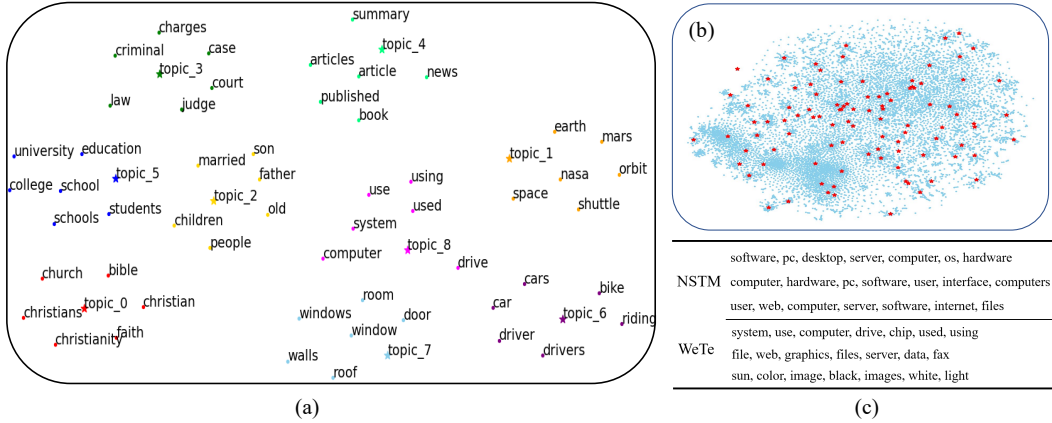 charges
criminal
case
topic_3
court
law
judge
summary
topic_4
articles
article
news
published
book
university
education
topic_5
college
school
students
schools
son
married
father
topic_2
old
children
people
earth
mars
topic_1
orbit
nasa
space
shuttle
using
use
used
system
topic_8
computer
drive
church
bible
topic_0
christian
christians
faith
christianity
room
windows
door
window
topic_7
walls
roof
cars
bike
car
topic_6
riding
driver
drivers
(a)
(b)
NSTM
software, pc, desktop, server, computer, os, hardware
computer, hardware, pc, software, user, interface, computers
user, web, computer, server, software, internet, files
WeTe
system, use, computer, drive, chip, used, using
file, web, graphics, files, server, data, fax
sun, color, image, black, images, white, light
(c)